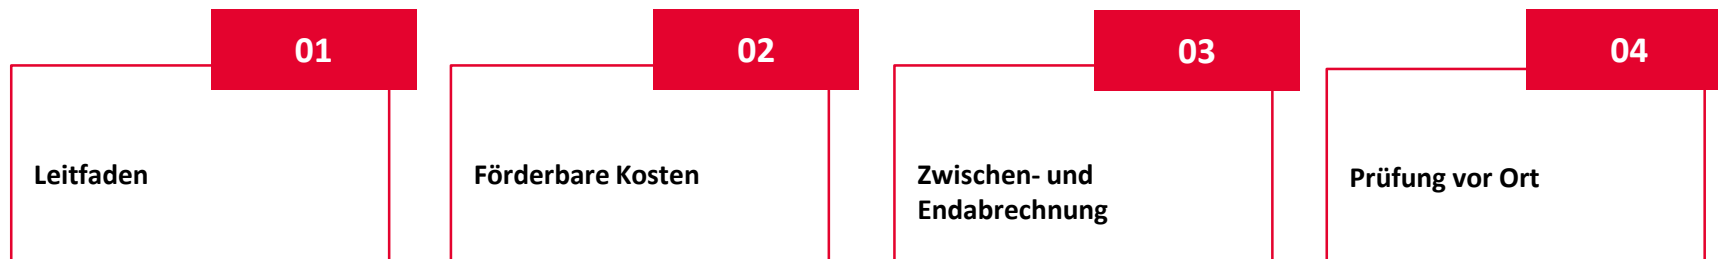 01
Leitfaden
02
Förderbare Kosten
03
Zwischen- und
Endabrechnung
04
Prüfung vor Ort